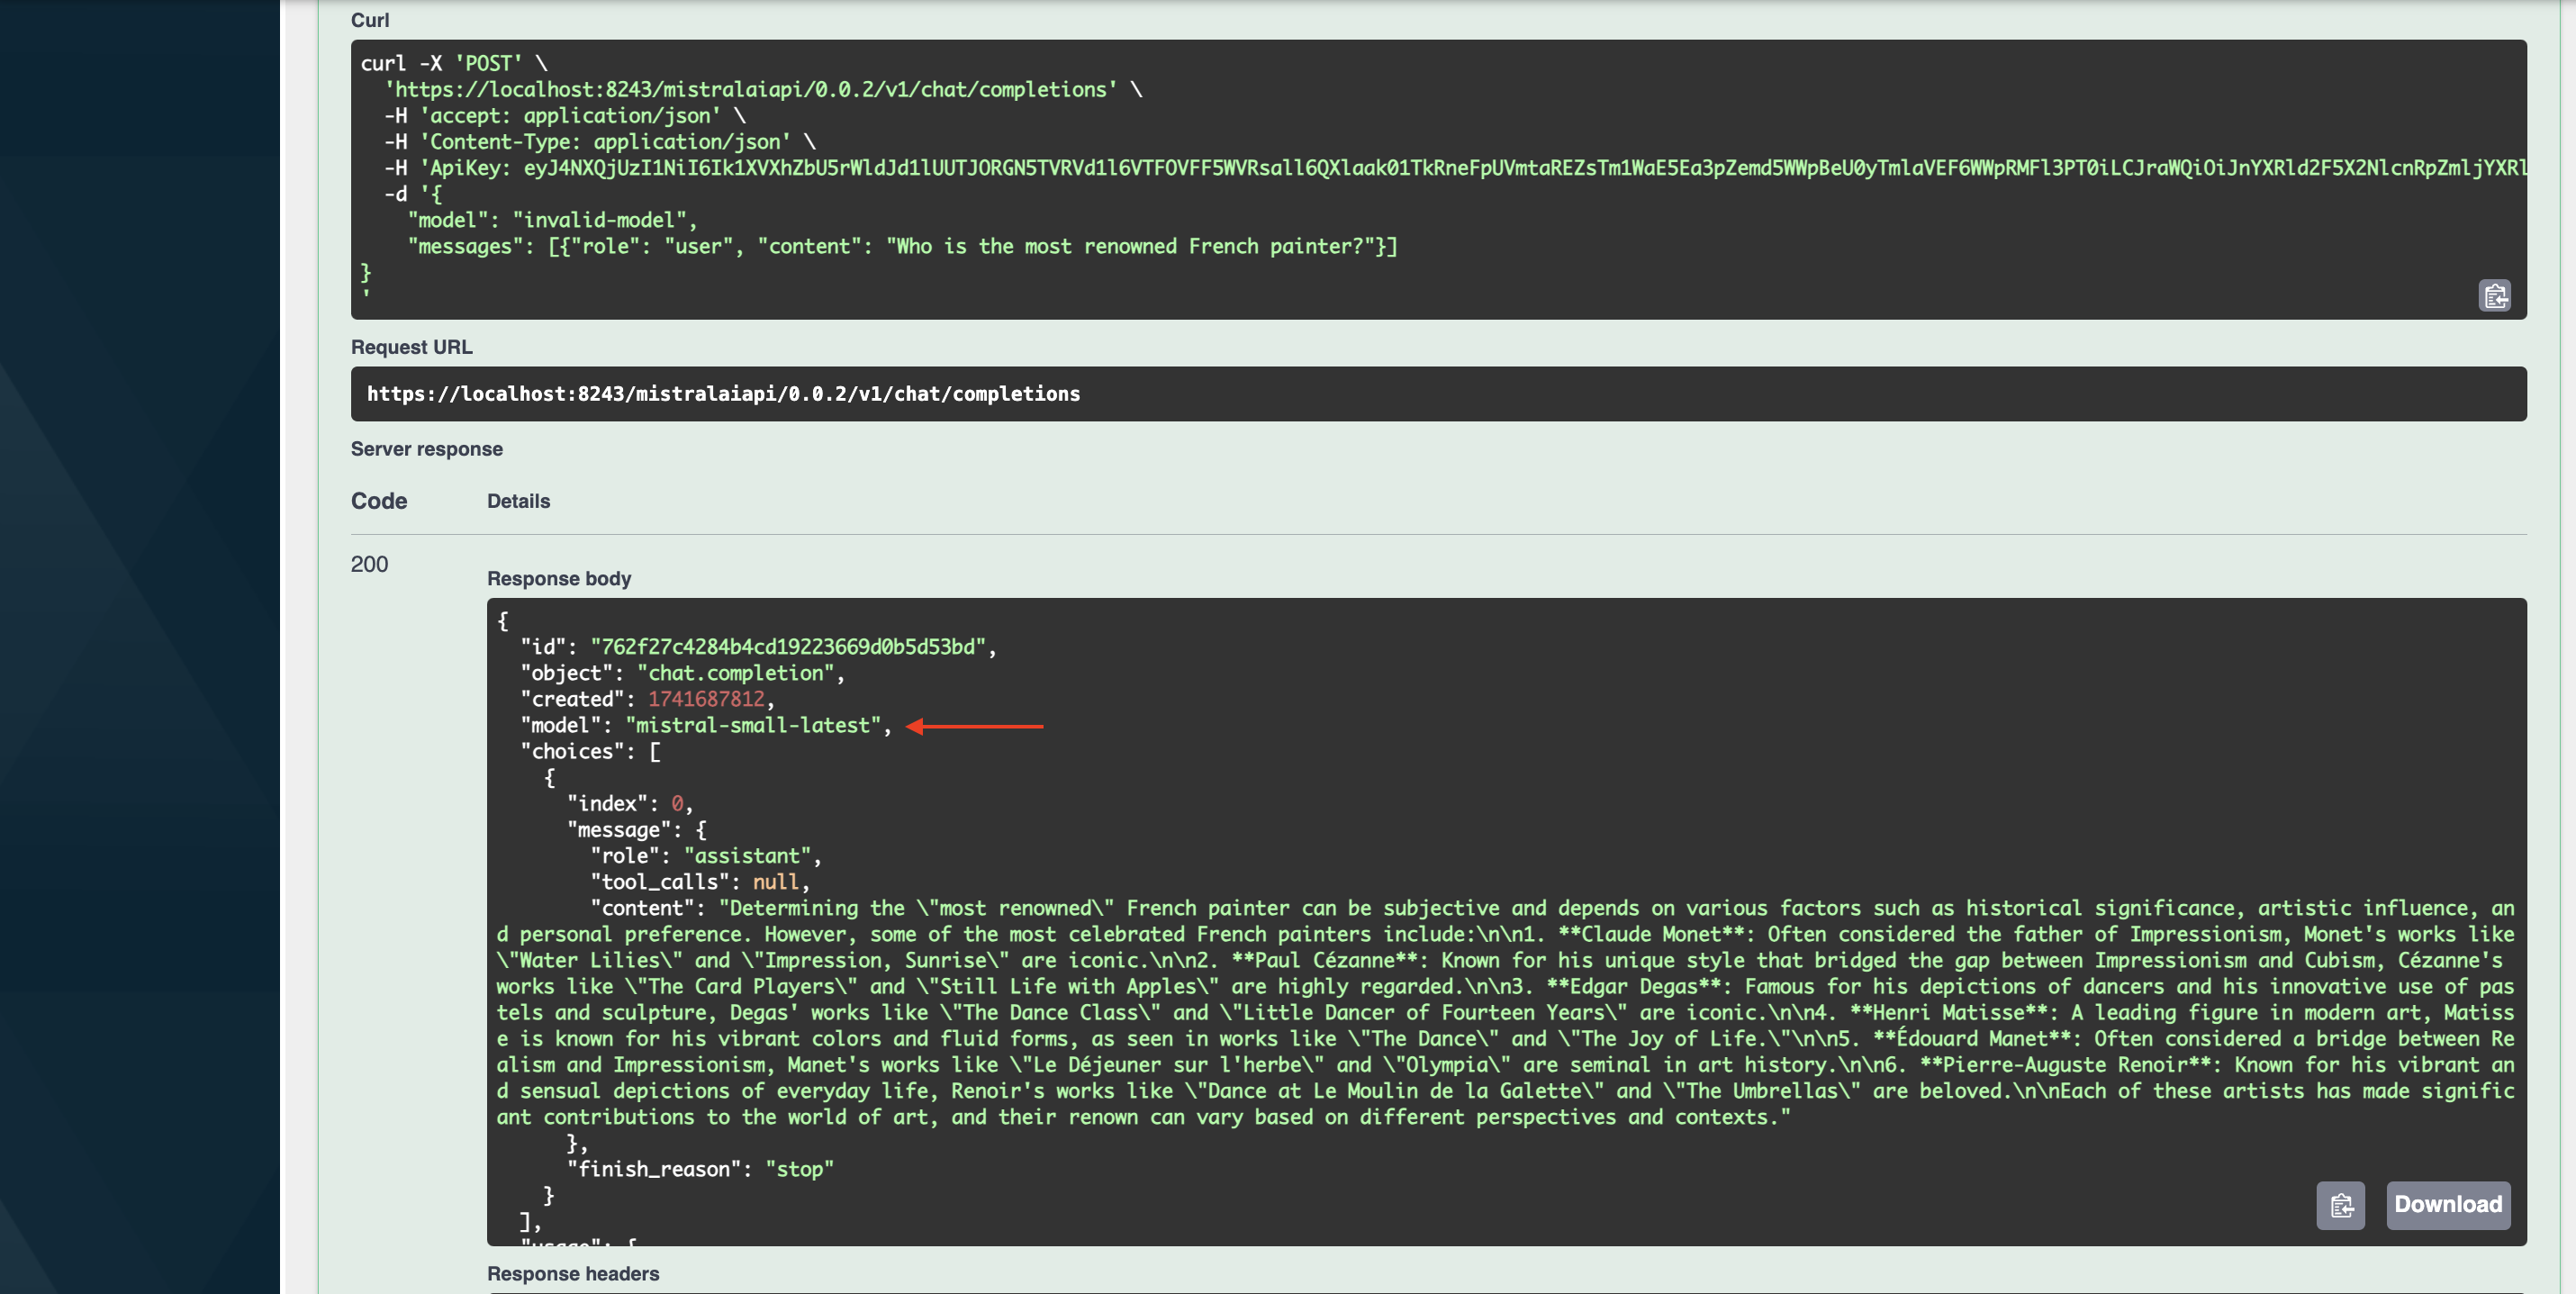 Curl
curl -X 'POST' \
'https://localhost:8243/mistralaiapi/0.0.2/v1/chat/completions' \
-H 'accept: application/json' \
-H 'Content-Type: application/json' \
-H 'ApiKey:
-d '{
"model": "invalid-model",
"messages": [{"role": "user", "content": "Who is the most renowned French painter?"}]
}
'
Request URL
https://localhost:8243/mistralaiapi/0.0.2/v1/chat/completions
Server response
Code Details
200
Response body
{
"id": "762f27c4284b4cd19223669d0b5d53bd",
"object": "chat.completion",
"created": 1741687812,
"model": "mistral-small-latest",
"choices": [
{
"index": 0,
"message": {
"role": "assistant",
"tool_calls": null,
"content": "Determining the \"most renowned\" French painter can be subjective and depends on various factors such as historical significance, artistic influence, an
d personal preference. However, some of the most celebrated French painters include:\n\n1. **Claude Monet**: Often considered the father of Impressionism, Monet's works like
\"Water Lilies\" and \"Impression, Sunrise\" are iconic.\n\n2. **Paul Cézanne**: Known for his unique style that bridged the gap between Impressionism and Cubism, Cézanne's
works like \"The Card Players\" and \"Still Life with Apples\" are highly regarded.\n\n3. **Edgar Degas**: Famous for his depictions of dancers and his innovative use of pas
tels and sculpture, Degas' works like \"The Dance Class\" and \"Little Dancer of Fourteen Years\" are iconic.\n\n4. **Henri Matisse**: A leading figure in modern art, Matiss
e is known for his vibrant colors and fluid forms, as seen in works like \"The Dance\" and \"The Joy of Life.\"\n\n5. **Édouard Manet**: Often considered a bridge between Re
alism and Impressionism, Manet's works like \"Le Déjeuner sur l'herbe\" and \"Olympia\" are seminal in art history.\n\n6. **Pierre-Auguste Renoir**: Known for his vibrant an
d sensual depictions of everyday life, Renoir's works like \"Dance at Le Moulin de la Galette\" and \"The Umbrellas\" are beloved.\n\nEach of these artists has made signific
ant contributions to the world of art, and their renown can vary based on different perspectives and contexts."
},
"finish_reason": "stop"
}
],
"usage": {
Download
Response headers